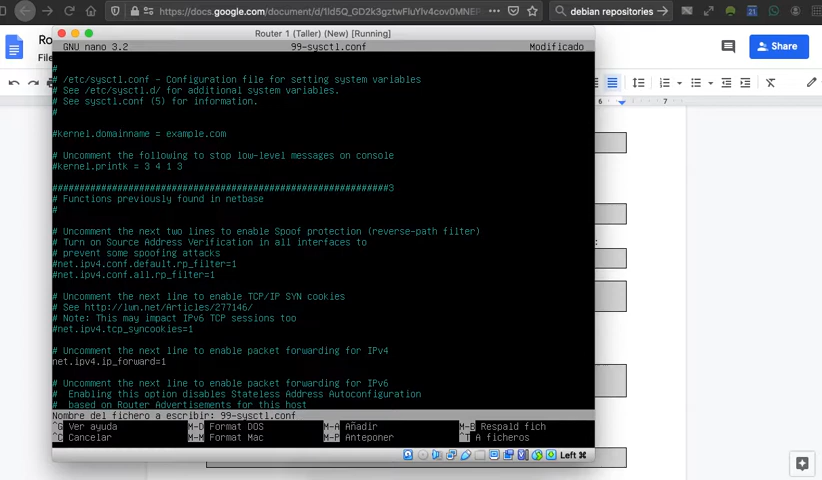 https://docs.google.com/document/d/1ld5Q_GD2k3gztwFluYlv4cov0MNEP
debian repositories
Router 1 (Taller) (New) [Running]
Ro
File
Share
GNU nano 3.2 99-sysctl.conf Modificado
#
# /etc/sysctl.conf - Configuration file for setting system variables
# See /etc/sysctl.d/ for additional system variables.
# See sysctl.conf (5) for information.
#
#kernel.domainname = example.com
# Uncomment the following to stop low-level messages on console
#kernel.printk = 3 4 1 3
##############################################################3
# Functions previously found in netbase
#
# Uncomment the next two lines to enable Spoof protection (reverse-path filter)
# Turn on Source Address Verification in all interfaces to
# prevent some spoofing attacks
#net.ipv4.conf.default.rp_filter=1
#net.ipv4.conf.all.rp_filter=1
# Uncomment the next line to enable TCP/IP SYN cookies
# See http://lwn.net/Articles/277146/
# Note: This may impact IPv6 TCP sessions too
#net.ipv4.tcp_syncookies=1
# Uncomment the next line to enable packet forwarding for IPv4
net.ipv4.ip_forward=1
# Uncomment the next line to enable packet forwarding for IPv6
#  Enabling this option disables Stateless Address Autoconfiguration
#  based on Router Advertisements for this host
Nombre del fichero a escribir: 99-sysctl.conf
^G Ver ayuda M-D Format DOS M-A Añadir M-B Respald fich
^C Cancelar M-M Format Mac M-P Anteponer ^T A ficheros
Left ⌘
6 7